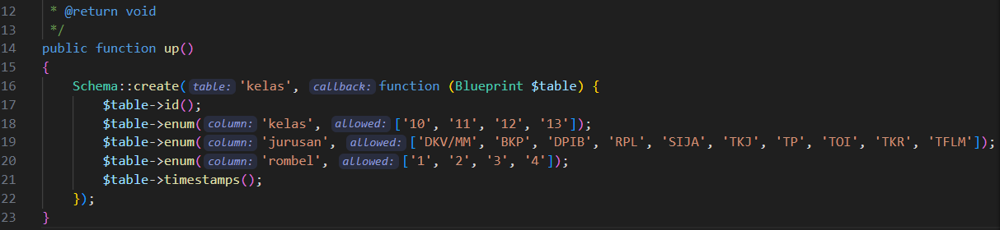 12 * @return void
13 */
14 public function up()
15 {
16 Schema::create( table: 'kelas', callback: function (Blueprint $table) {
17 $table->id();
18 $table->enum( column: 'kelas', allowed: ['10', '11', '12', '13']);
19 $table->enum( column: 'jurusan', allowed: ['DKV/MM', 'BKP', 'DPIB', 'RPL', 'SIJA', 'TKJ', 'TP', 'TOI', 'TKR', 'TFLM']);
20 $table->enum( column: 'rombel', allowed: ['1', '2', '3', '4']);
21 $table->timestamps();
22 });
23 }